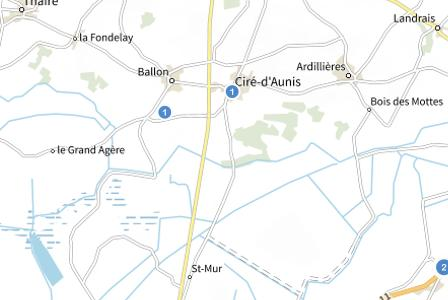 Thairé
Landrais
la Fondelay
Ardillières
Ballon
Ciré-d'Aunis
1
1
Bois des Mottes
le Grand Agère
St-Mur
2
11